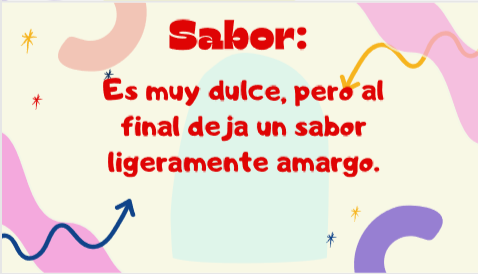 Sabor:
Es muy dulce, pero al
final deja un sabor
ligeramente amargo.